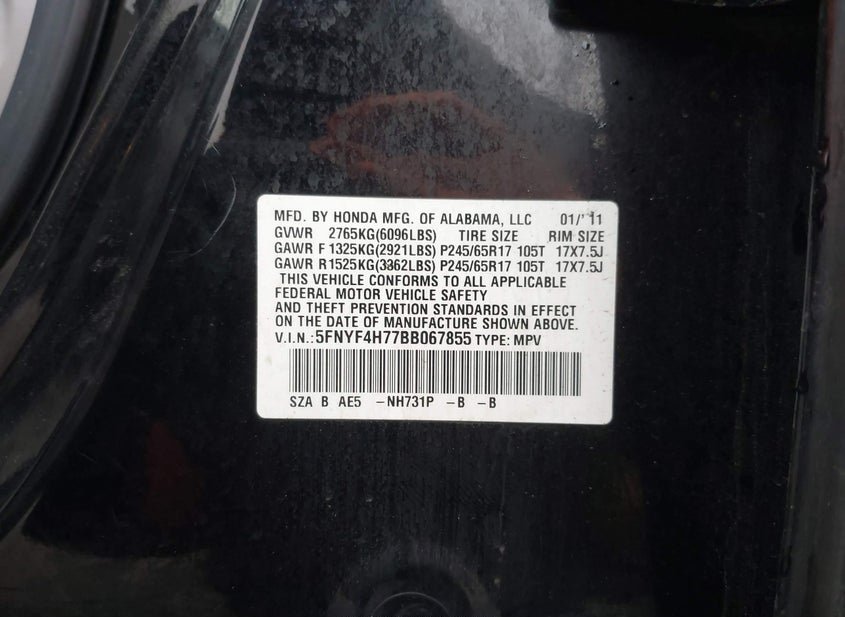 MFD. BY HONDA MFG. OF ALABAMA, LLC 01/'11
GVWR 2765KG(6096LBS) TIRE SIZE RIM SIZE
GAWR F 1325KG(2921LBS) P245/65R17 105T 17X7.5J
GAWR R1525KG(3362LBS) P245/65R17 105T 17X7.5J
THIS VEHICLE CONFORMS TO ALL APPLICABLE
FEDERAL MOTOR VEHICLE SAFETY
AND THEFT PREVENTION STANDARDS IN EFFECT
ON THE DATE OF MANUFACTURE SHOWN ABOVE.
V.I.N.:5FNYF4H77BB067855 TYPE: MPV
SZA B AE5 -NH731P -B -B